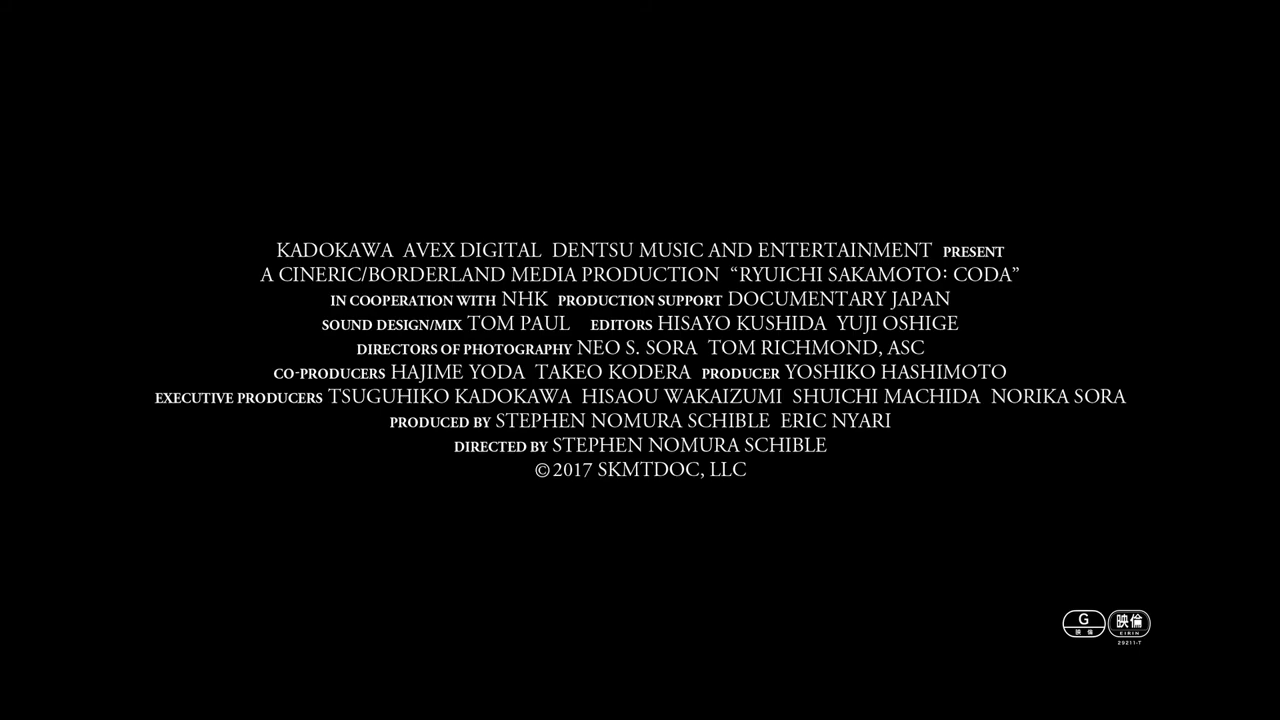 KADOKAWA AVEX DIGITAL DENTSU MUSIC AND ENTERTAINMENT PRESENT
A CINERIC/BORDERLAND MEDIA PRODUCTION “RYUICHI SAKAMOTO: CODA”
IN COOPERATION WITH NHK PRODUCTION SUPPORT DOCUMENTARY JAPAN
SOUND DESIGN/MIX TOM PAUL EDITORS HISAYO KUSHIDA YUJI OSHIGE
DIRECTORS OF PHOTOGRAPHY NEO S. SORA TOM RICHMOND, ASC
CO-PRODUCERS HAJIME YODA TAKEO KODERA PRODUCER YOSHIKO HASHIMOTO
EXECUTIVE PRODUCERS TSUGUHIKO KADOKAWA HISAOU WAKAIZUMI SHUICHI MACHIDA NORIKA SORA
PRODUCED BY STEPHEN NOMURA SCHIBLE ERIC NYARI
DIRECTED BY STEPHEN NOMURA SCHIBLE
©2017 SKMTDOC, LLC
G 映倫
映倫 EIRIN
29211-T